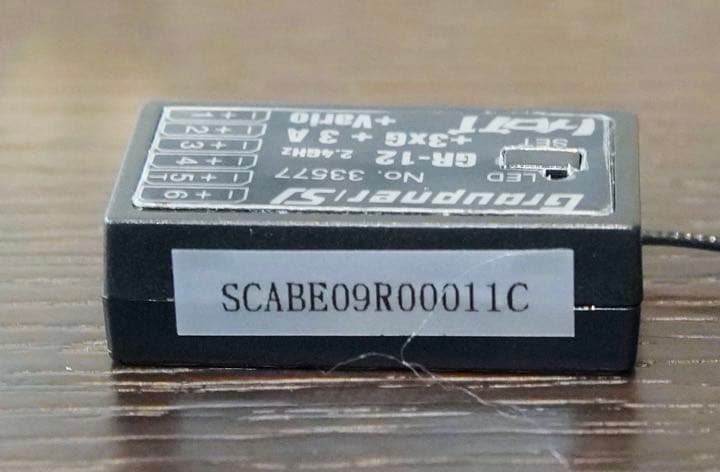 Graupner/SJ
No. 33577
GR-12 2.4GHz
+3xG + 3 A
+Vario
HoTT
LED
SET
1 + -
2 + -
3 + -
4 + -
5 T + -
6 + -
SCABE09R00011C